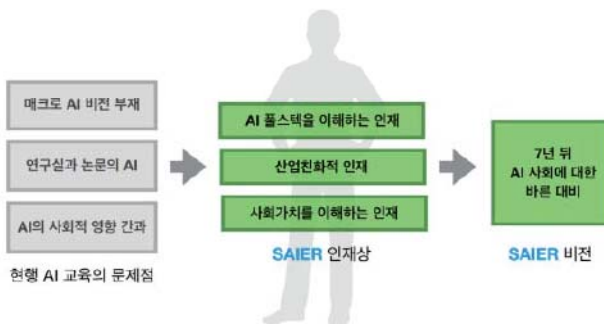 매크로 AI 비전 부재
연구실과 논문의 AI
AI의 사회적 영향 간과
현행 AI 교육의 문제점
AI 풀스텍을 이해하는 인재
산업친화적 인재
사회가치를 이해하는 인재
SAIER 인재상
7년 뒤
AI 사회에 대한
바른 대비
SAIER 비전